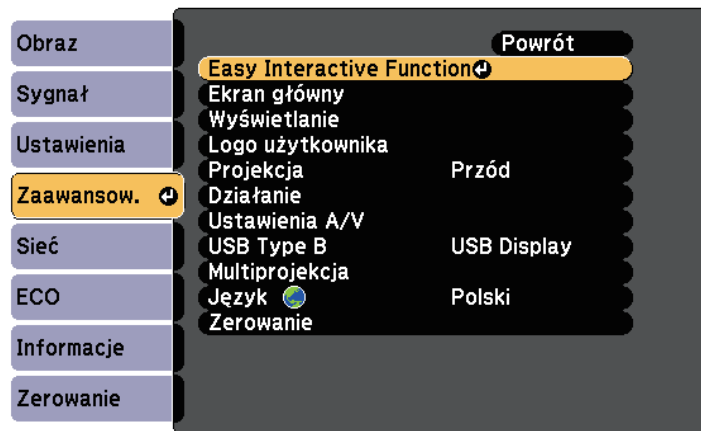 Obraz
Sygnał
Ustawienia
Zaawansow.
Sieć
ECO
Informacje
Zerowanie
Powrót
Easy Interactive Function
Ekran główny
Wyświetlanie
Logo użytkownika
Projekcja Przód
Działanie
Ustawienia A/V
USB Type B USB Display
Multiprojekcja
Język Polski
Zerowanie